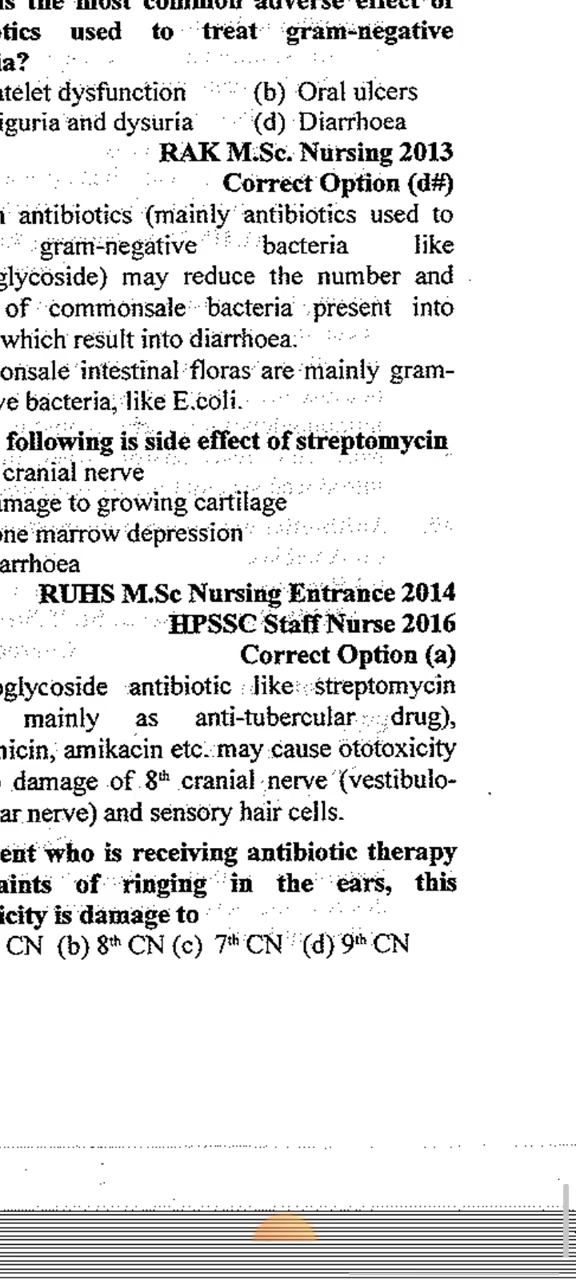 is the most common adverse effect of
otics used to treat gram-negative
ia?
atelet dysfunction (b) Oral ulcers
iguria and dysuria (d) Diarrhoea
RAK M.Sc. Nursing 2013
Correct Option (d#)
antibiotics (mainly antibiotics used to
gram-negative bacteria like
glycoside) may reduce the number and
of commonsale bacteria present into
which result into diarrhoea.
onsale intestinal floras are mainly gram-
ve bacteria, like E.coli.
following is side effect of streptomycin
cranial nerve
amage to growing cartilage
one marrow depression
arrhoea
RUHS M.Sc Nursing Entrance 2014
HPSSC Staff Nurse 2016
Correct Option (a)
oglycoside antibiotic like streptomycin
mainly as anti-tubercular drug),
nicin, amikacin etc. may cause ototoxicity
damage of 8th cranial nerve (vestibulo-
ar nerve) and sensory hair cells.
ent who is receiving antibiotic therapy
aints of ringing in the ears, this
icity is damage to
CN (b) 8th CN (c) 7th CN (d) 9th CN